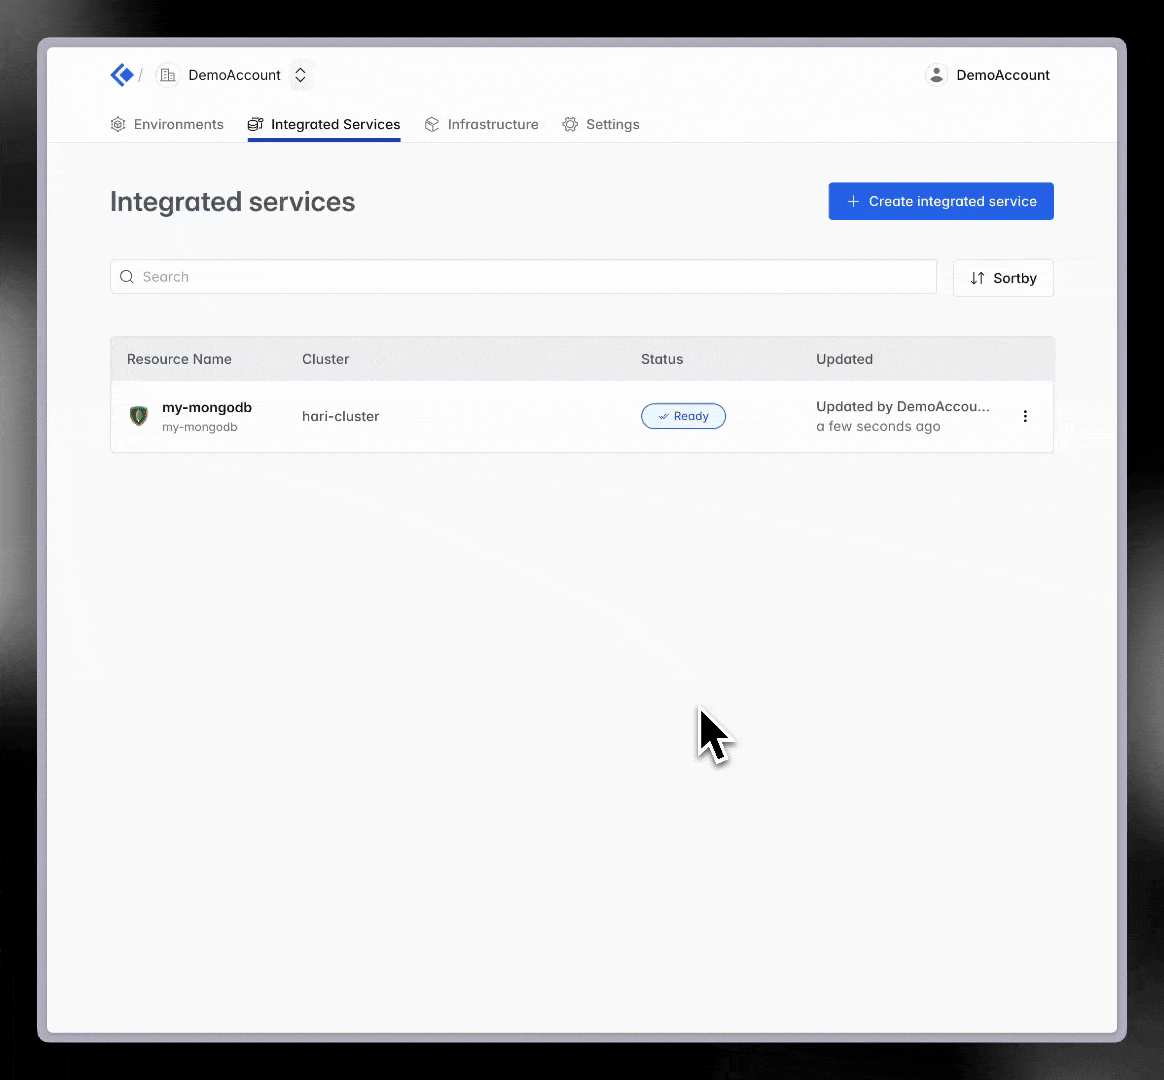 / DemoAccount DemoAccount
Environments Integrated Services Infrastructure Settings
Integrated services + Create integrated service
Search Sortby
Resource Name Cluster Status Updated
my-mongodb hari-cluster Ready Updated by DemoAccou...
my-mongodb a few seconds ago